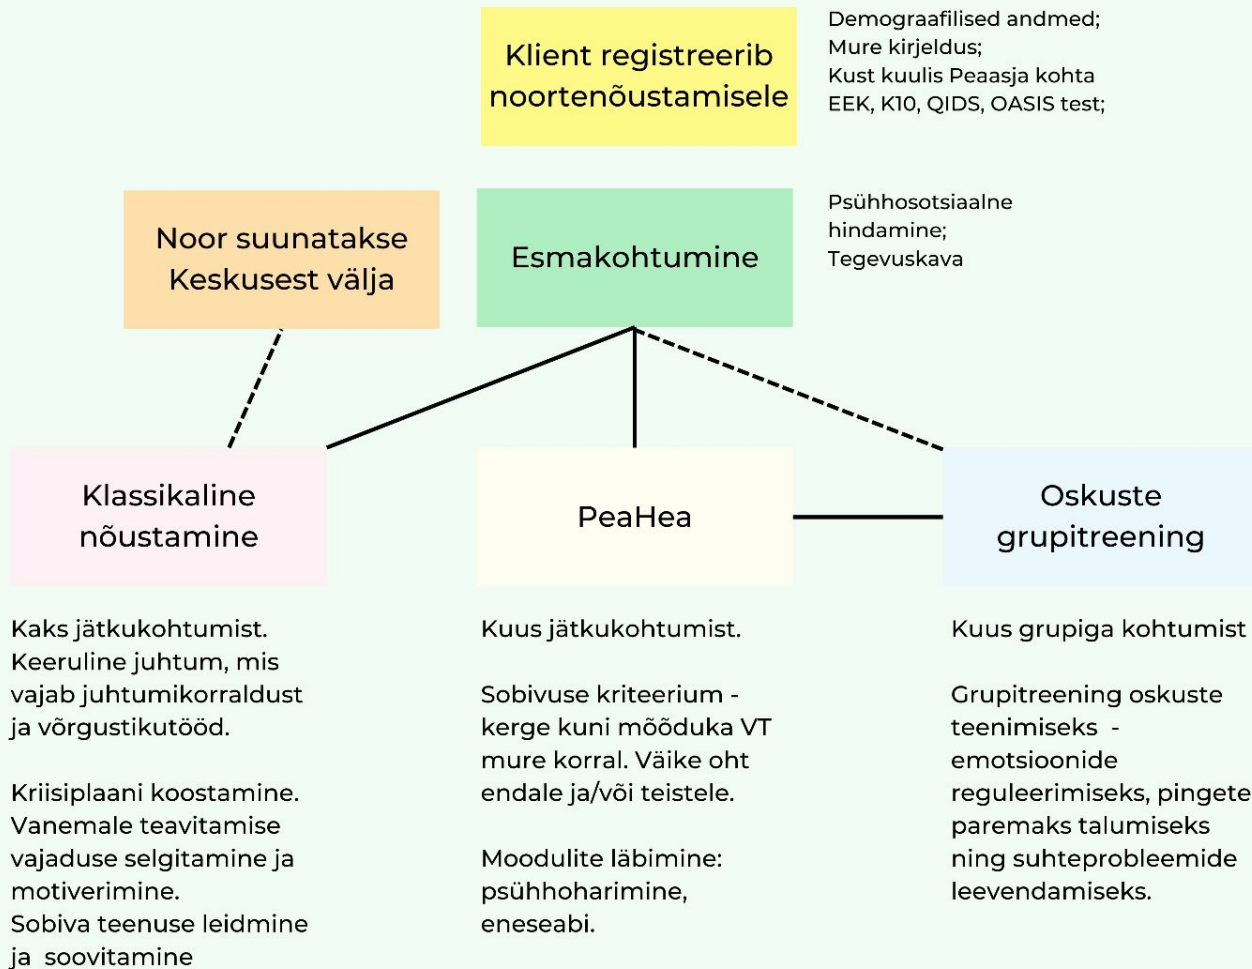 Klient registreerib
noortenõustamisele
Demograafilised andmed;
Mure kirjeldus;
Kust kuulis Peaasja kohta
EEK, K10, QIDS, OASIS test;
Noor suunatakse
Keskusest välja
Esmakohtumine
Psühhosotsiaalne
hindamine;
Tegevuskava
Klassikaline
nõustamine
PeaHea
Oskuste
grupitreening
Kaks jätkukohtumist.
Keeruline juhtum, mis
vajab juhtumikorraldust
ja võrgustikutööd.
Kriisiplaani koostamine.
Vanemale teavitamise
vajaduse selgitamine ja
motiverimine.
Sobiva teenuse leidmine
ja soovitamine
Kuus jätkukohtumist.
Sobivuse kriteerium -
kerge kuni mõõduka VT
mure korral. Väike oht
endale ja/või teistele.
Moodulite läbimine:
psühhoharimine,
eneseabi.
Kuus grupiga kohtumist
Grupitreening oskuste
teenimiseks -
emotsioonide
reguleerimiseks, pingete
paremaks talumiseks
ning suhteprobleemide
leevendamiseks.